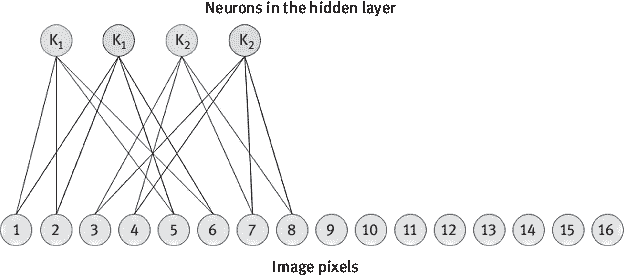 Neurons in the hidden layer
K₁ K₁ K₂ K₂
1 2 3 4 5 6 7 8 9 10 11 12 13 14 15 16
Image pixels